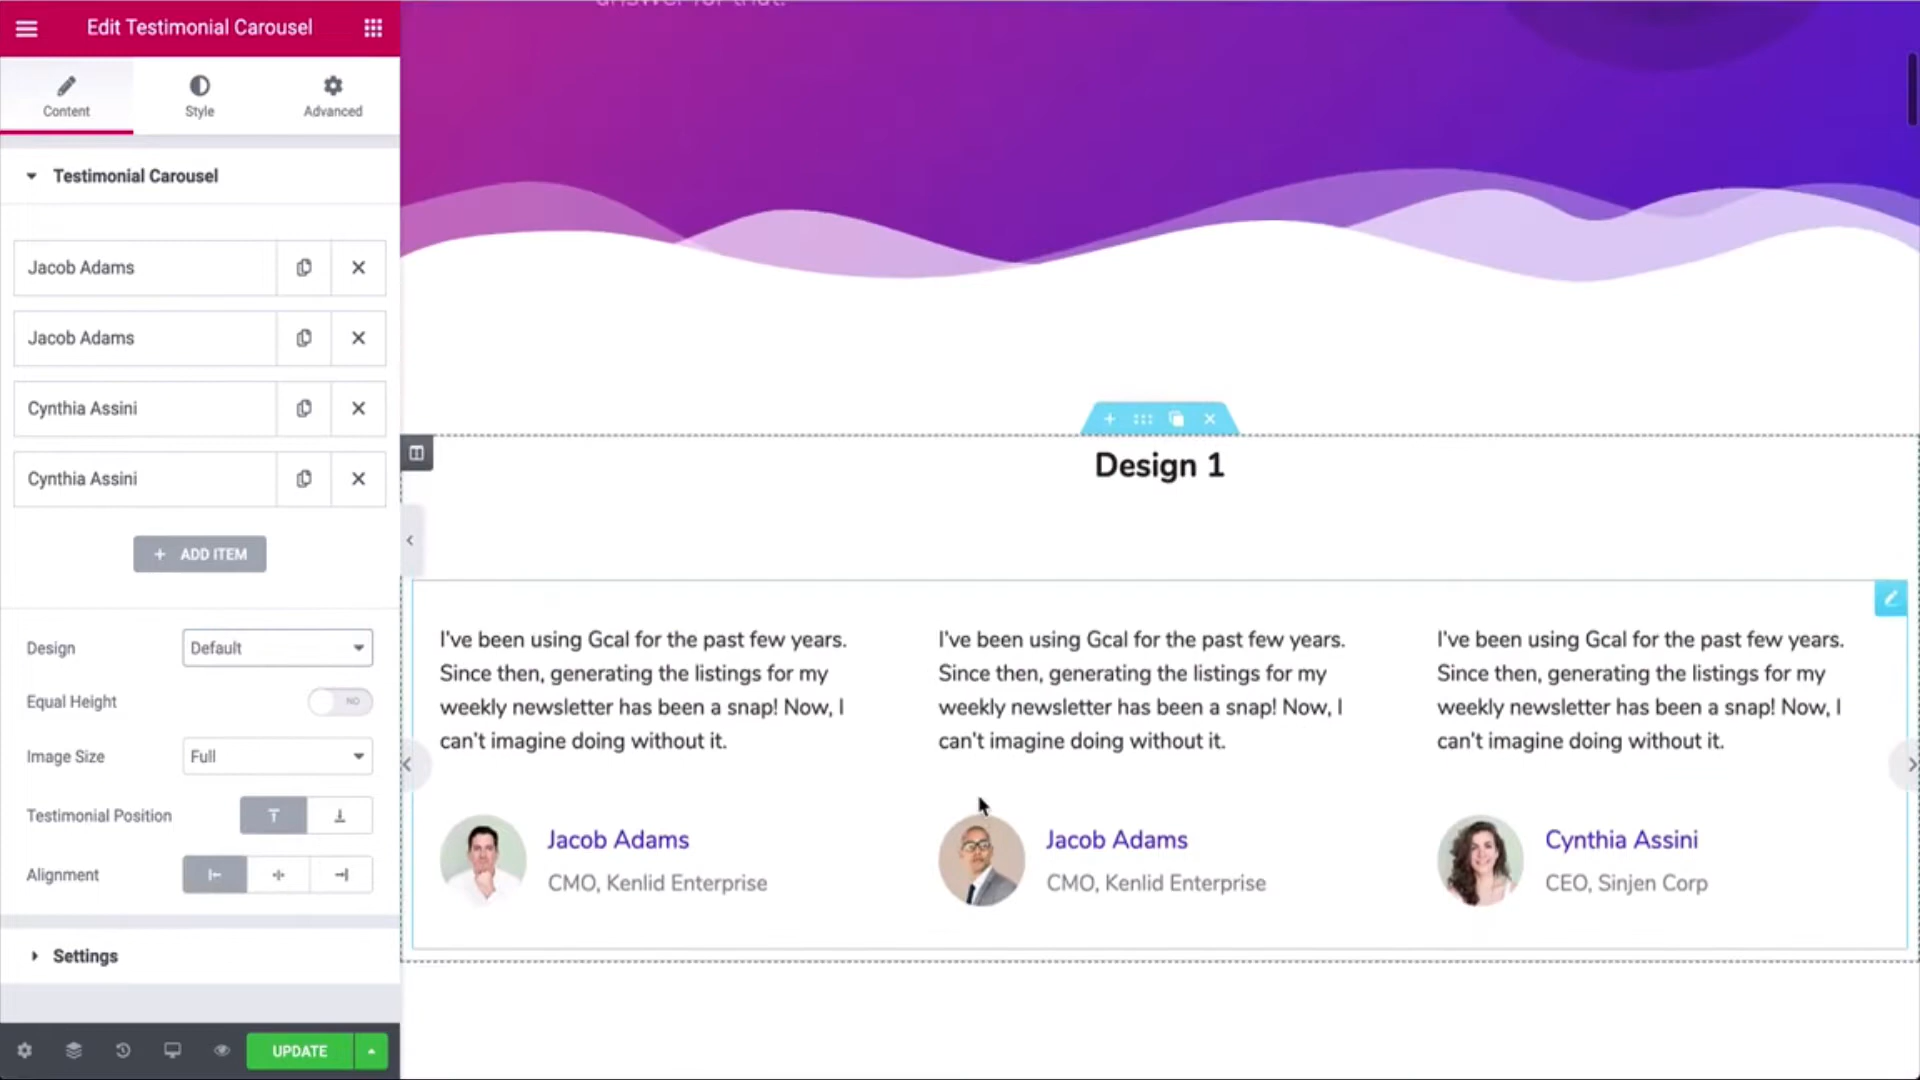 Edit Testimonial Carousel
Content
Style
Advanced
Testimonial Carousel
Jacob Adams
Jacob Adams
Cynthia Assini
Cynthia Assini
+ ADD ITEM
Design
Default
Equal Height
NO
Image Size
Full
Testimonial Position
Alignment
Settings
UPDATE
answer for that.
Design 1
I've been using Gcal for the past few years.
Since then, generating the listings for my
weekly newsletter has been a snap! Now, I
can't imagine doing without it.
Jacob Adams
CMO, Kenlid Enterprise
I've been using Gcal for the past few years.
Since then, generating the listings for my
weekly newsletter has been a snap! Now, I
can't imagine doing without it.
Jacob Adams
CMO, Kenlid Enterprise
I've been using Gcal for the past few years.
Since then, generating the listings for my
weekly newsletter has been a snap! Now, I
can't imagine doing without it.
Cynthia Assini
CEO, Sinjen Corp